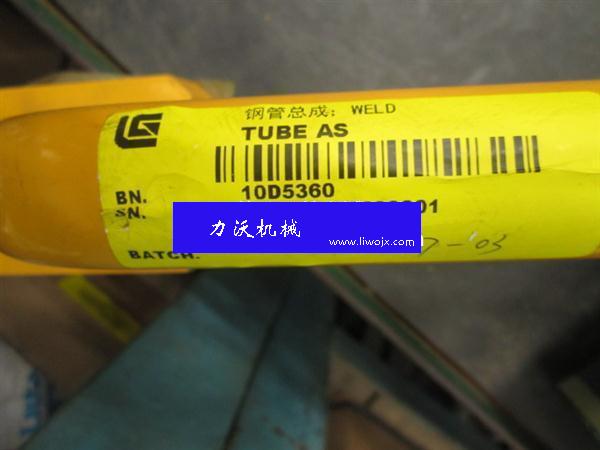 钢管总成; WELD
TUBE AS
BN. 10D5360
SN.
力沃机械
www.liwojx.com
BATCH.
-03